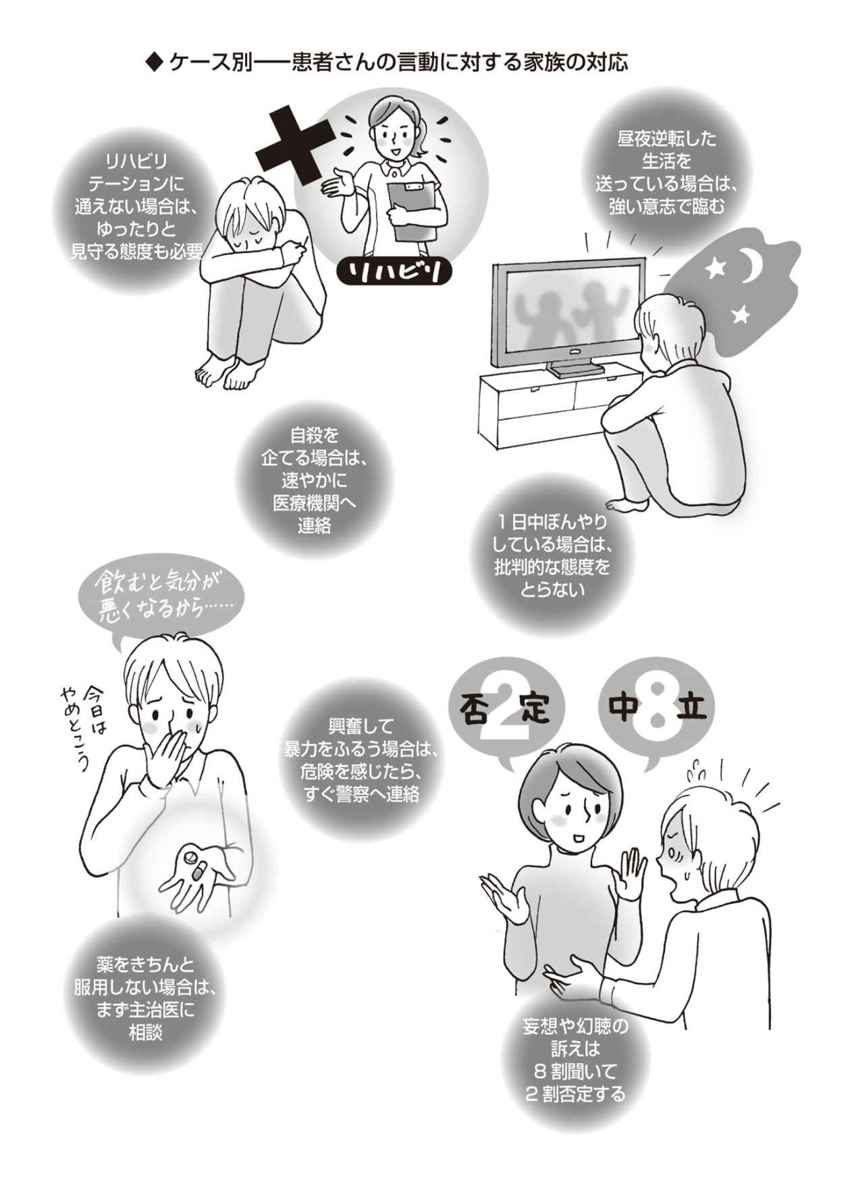 ◆ ケース別――患者さんの言動に対する家族の対応
リハビリ
テーションに
通えない場合は、
ゆったりと
見守る態度も必要
リハビリ
昼夜逆転した
生活を
送っている場合は、
強い意志で臨む
自殺を
企てる場合は、
速やかに
医療機関へ
連絡
1日中ぼんやり
している場合は、
批判的な態度を
とらない
飲むと気分が
悪くなるから……
今日は
やめとこう
薬をきちんと
服用しない場合は、
まず主治医に
相談
興奮して
暴力をふるう場合は、
危険を感じたら、
すぐ警察へ連絡
2
否定
8
中立
妄想や幻聴の
訴えは
8割聞いて
2割否定する